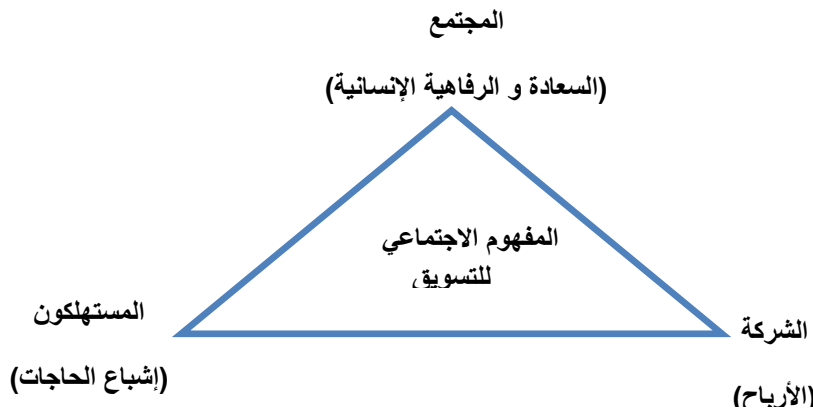 المجتمع
(السعادة و الرفاهية الإنسانية)
المفهوم الاجتماعي
للتسويق
المستهلكون
(إشباع الحاجات)
الشركة
(الأرباح)